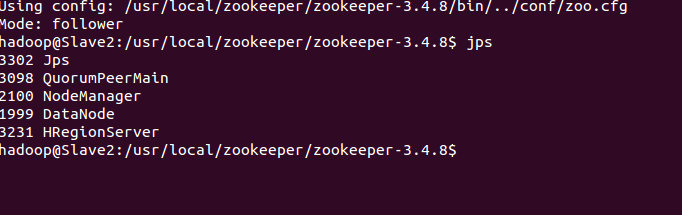 Using config: /usr/local/zookeeper/zookeeper-3.4.8/bin/../conf/zoo.cfg
Mode: follower
hadoop@Slave2:/usr/local/zookeeper/zookeeper-3.4.8$ jps
3302 Jps
3098 QuorumPeerMain
2100 NodeManager
1999 DataNode
3231 HRegionServer
hadoop@Slave2:/usr/local/zookeeper/zookeeper-3.4.8$